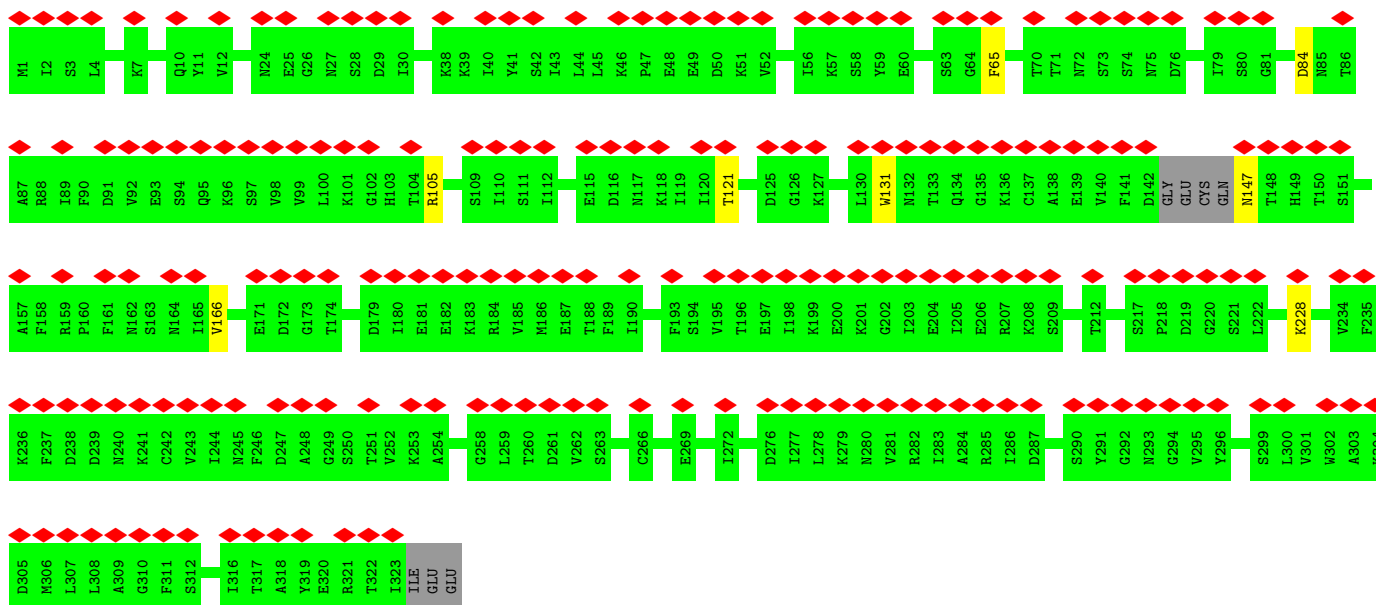 M1 I2 S3 L4 K7 Q10 Y11 V12 N24 E25 G26 N27 S28 D29 I30 K38 K39 I40 Y41 S42 I43 L44 L45 K46 P47 E48 E49 D50 K51 V52 I56 K57 S58 Y59 E60 S63 G64 F65 T70 T71 N72 S73 S74 N75 D76 I79 S80 G81 D84 N85 T86
A87 R88 I89 F90 D91 V92 E93 S94 Q95 K96 S97 V98 V99 L100 K101 G102 H103 T104 R105 S109 I110 S111 I112 E115 D116 N117 K118 I119 I120 T121 D125 G126 K127 L130 W131 N132 T133 Q134 G135 K136 C137 A138 E139 V140 F141 D142 GLY GLU CYS GLN N147 T148 H149 T150 S151
A157 F158 R159 P160 F161 N162 S163 N164 I165 V166 E171 D172 G173 T174 D179 I180 E181 E182 K183 R184 V185 M186 E187 T188 F189 I190 F193 S194 V195 T196 E197 I198 K199 E200 K201 G202 I203 E204 I205 E206 R207 K208 S209 T212 S217 P218 D219 G220 S221 L222 K228 V234 F235
K236 F237 D238 D239 N240 K241 C242 V243 I244 N245 F246 D247 A248 G249 S250 T251 V252 K253 A254 G258 L259 T260 D261 V262 S263 C266 E269 I272 D276 I277 L278 K279 N280 V281 R282 I283 A284 R285 I286 D287 S290 Y291 G292 N293 G294 V295 Y296 S299 L300 V301 W302 A303
D305 M306 L307 L308 A309 G310 F311 S312 I316 T317 A318 Y319 E320 R321 T322 I323 ILE GLU GLU